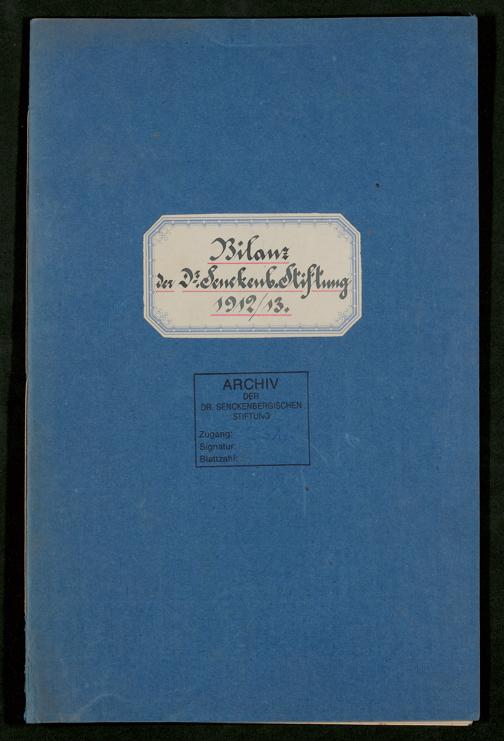 Bilanz
der Dr. Senckenb. Stiftung
1912/13.
ARCHIV
DER
DR. SENCKENBERGISCHEN
STIFTUNG
Zugang:
Signatur:
Blattzahl: